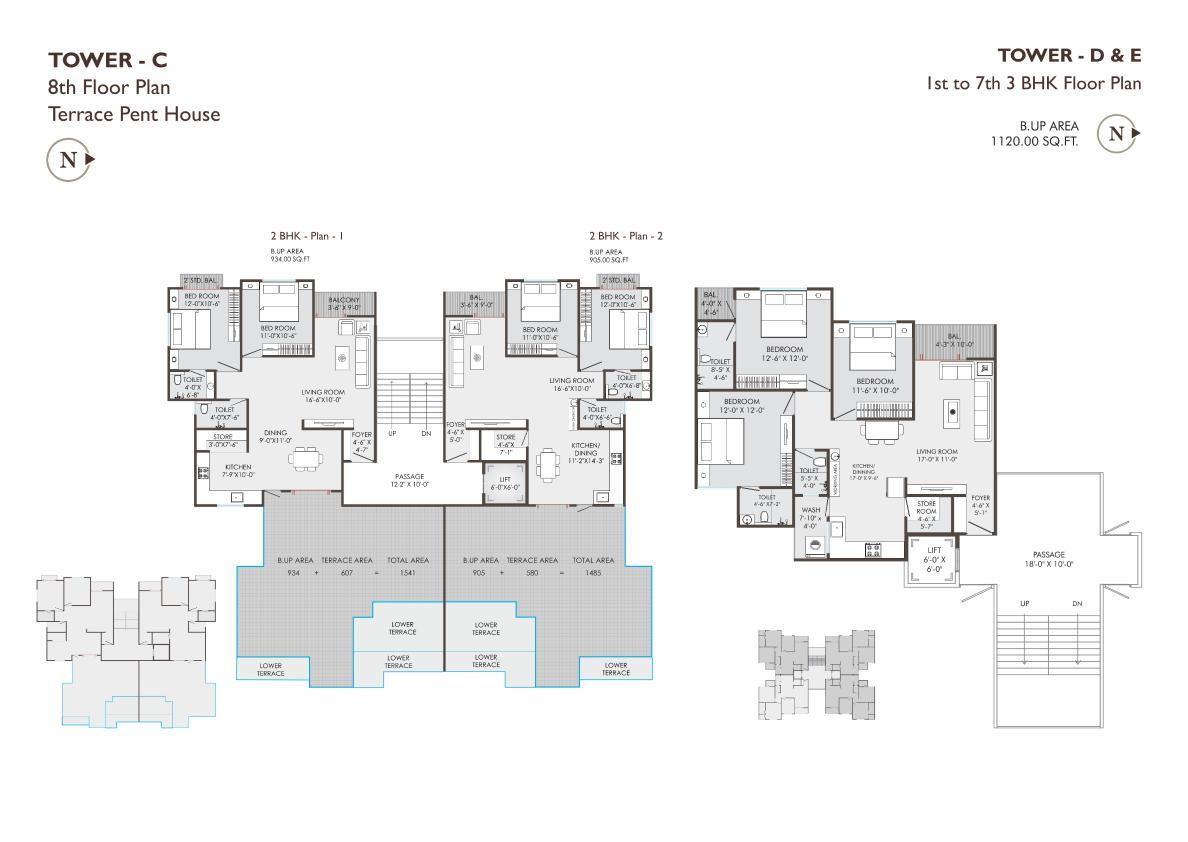 TOWER - C
8th Floor Plan
Terrace Pent House
N
TOWER - D & E
1st to 7th 3 BHK Floor Plan
B.UP AREA
1120.00 SQ.FT.
N
2 BHK - Plan - 1
B.UP AREA
934.00 SQ.FT
2 BHK - Plan - 2
B.UP AREA
905.00 SQ.FT
2' STD. BAL.
BED ROOM
12'-0"X10'-6"
BED ROOM
11'-0"X10'-6"
BALCONY
3'-6" X 9'-0"
TOILET
4'-0"X
6'-8"
LIVING ROOM
16'-6"X10'-0"
TOILET
4'-0"X7'-6"
STORE
3'-0"X7'-6"
DINING
9'-0"X11'-0"
KITCHEN
7'-9"X10'-0"
FOYER
4'-6" X
4'-7"
UP
DN
PASSAGE
12'-2" X 10'-0"
BAL.
3'-6" X 9'-0"
BED ROOM
11'-0"X10'-6"
2' STD. BAL.
BED ROOM
12'-0"X10'-6"
LIVING ROOM
16'-6"X10'-0"
TOILET
4'-0"X6'-8"
TOILET
4'-0"X6'-6"
FOYER
4'-6" X
5'-0"
STORE
4'-6"X
7'-1"
KITCHEN/
DINING
11'-2"X14'-3"
LIFT
6'-0"X6'-0"
B.UP AREA TERRACE AREA TOTAL AREA
934 + 607 = 1541
B.UP AREA TERRACE AREA TOTAL AREA
905 + 580 = 1485
LOWER
TERRACE
LOWER
TERRACE
LOWER
TERRACE
LOWER
TERRACE
LOWER
TERRACE
LOWER
TERRACE
BAL.
4'-0" X
4'-6"
BEDROOM
12'-6" X 12'-0"
TOILET
8'-5" X
4'-6"
BEDROOM
11'-6" X 10'-0"
BAL.
4'-3" X 10'-0"
BEDROOM
12'-0" X 12'-0"
LIVING ROOM
17'-0" X 11'-0"
TOILET
5'-5" X
4'-0"
KITCHEN/
DINNING
17'-0" X 9'-6"
TOILET
4'-6" X7'-2"
WASH
7'-10" X
4'-0"
STORE
ROOM
4'-6" X
5'-7"
FOYER
4'-6" X
5'-1"
LIFT
6'-0" X
6'-0"
PASSAGE
18'-0" X 10'-0"
UP
DN